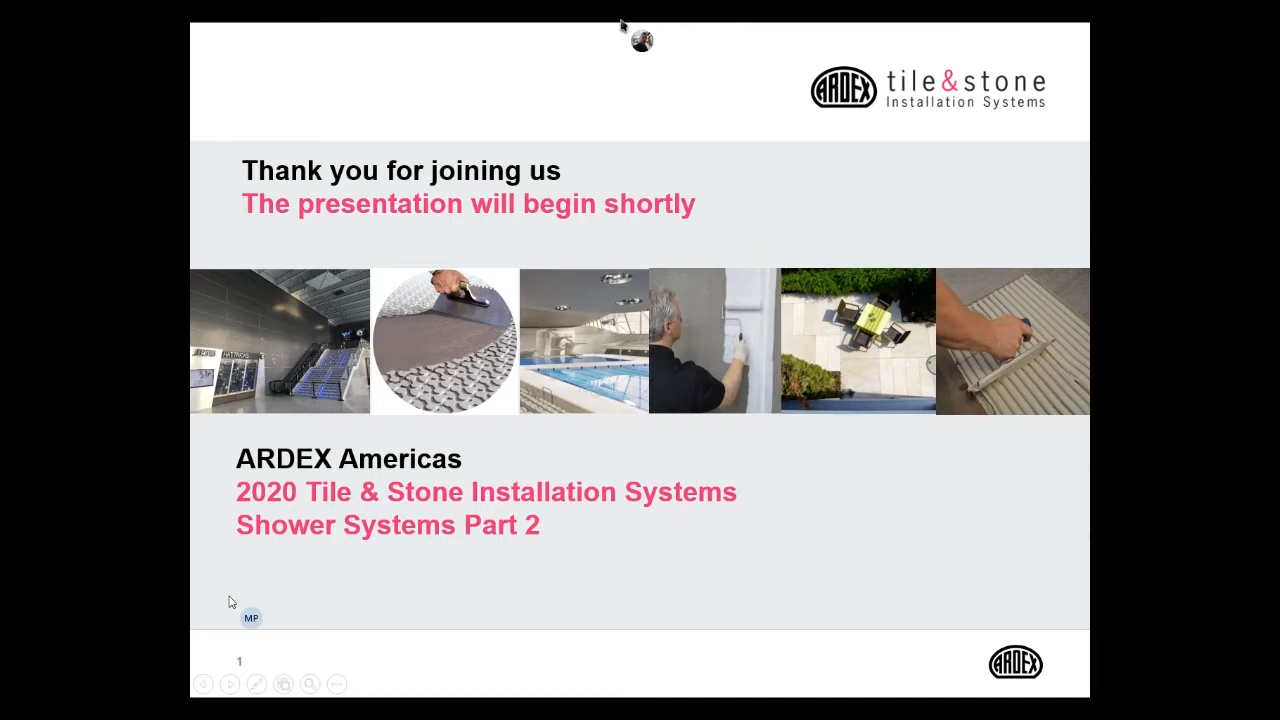 ARDEX
tile&stone
Installation Systems
Thank you for joining us
The presentation will begin shortly
ARDEX Americas
2020 Tile & Stone Installation Systems
Shower Systems Part 2
MP
1
ARDEX